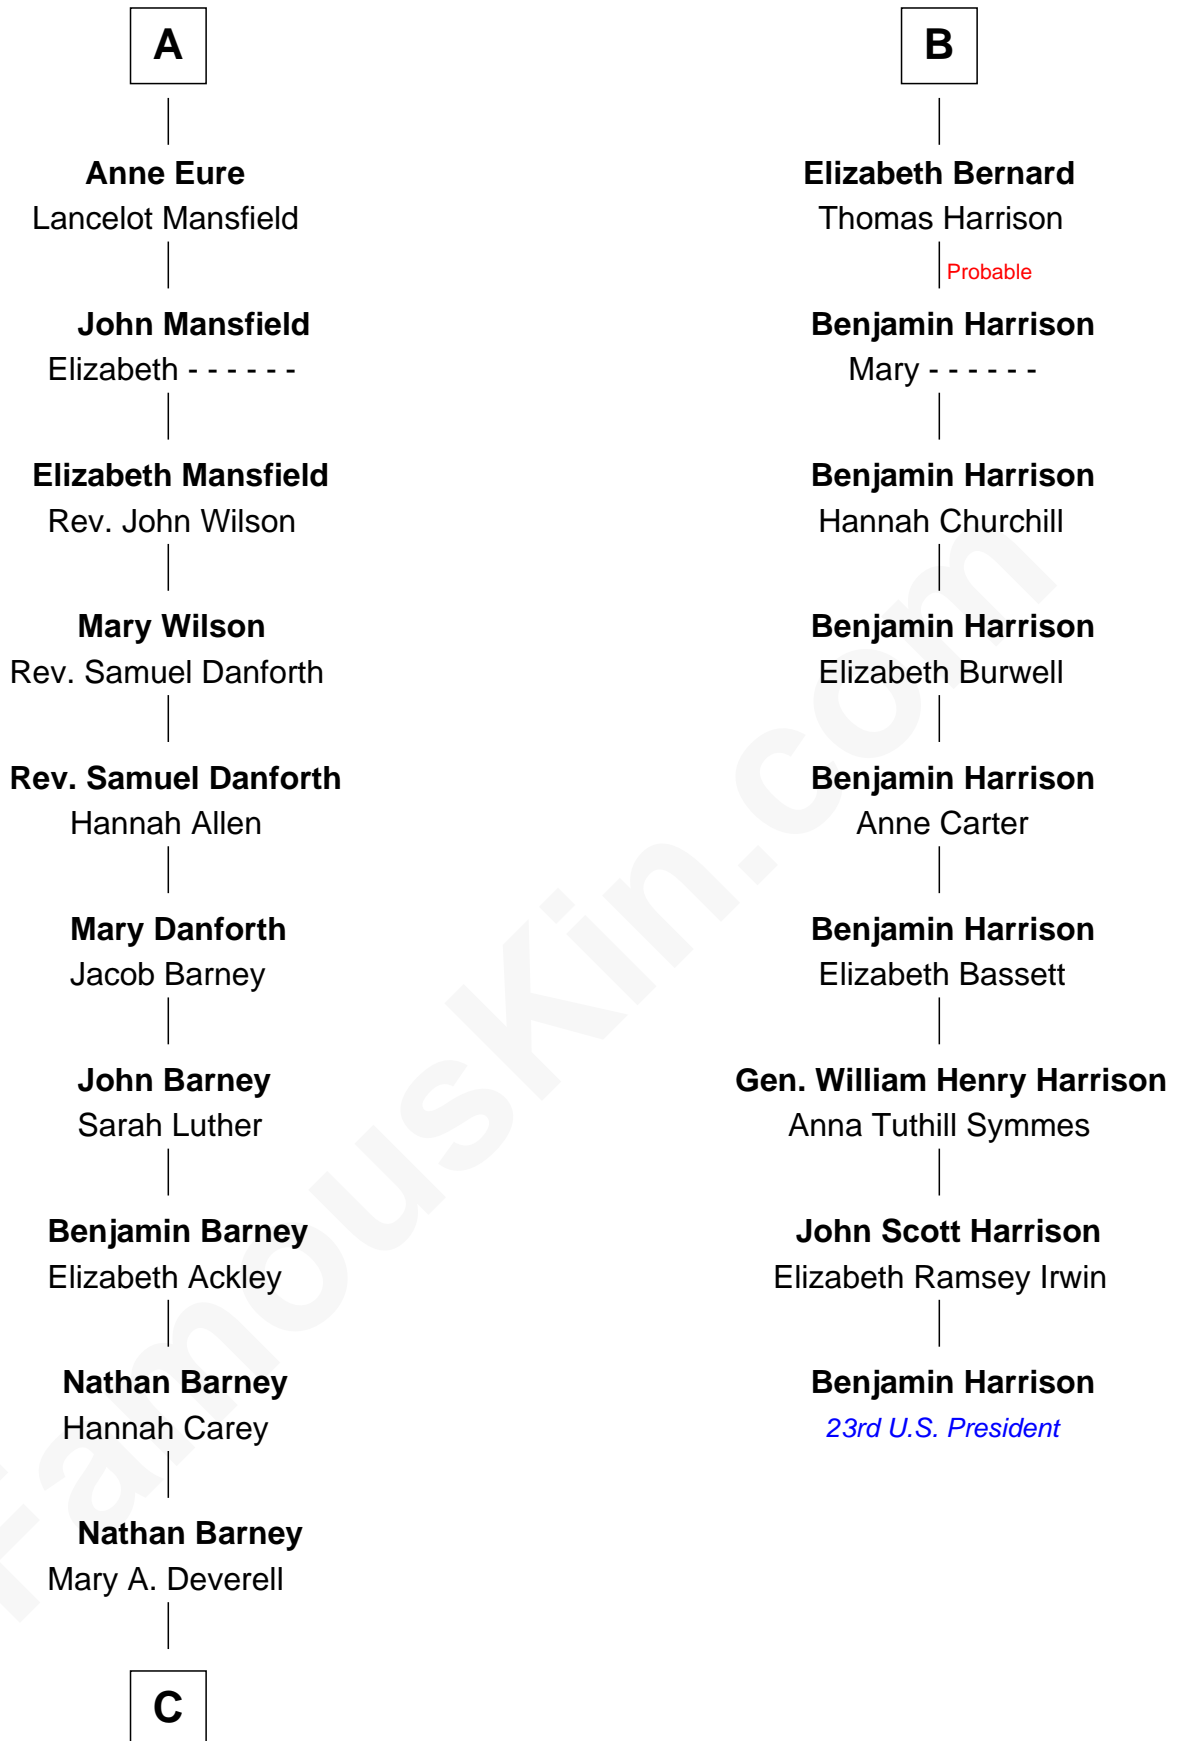 A
Anne Eure
Lancelot Mansfield
John Mansfield
Elizabeth - - - - - -
Elizabeth Mansfield
Rev. John Wilson
Mary Wilson
Rev. Samuel Danforth
Rev. Samuel Danforth
Hannah Allen
Mary Danforth
Jacob Barney
John Barney
Sarah Luther
Benjamin Barney
Elizabeth Ackley
Nathan Barney
Hannah Carey
Nathan Barney
Mary A. Deverell
C
B
Elizabeth Bernard
Thomas Harrison
Probable
Benjamin Harrison
Mary - - - - - -
Benjamin Harrison
Hannah Churchill
Benjamin Harrison
Elizabeth Burwell
Benjamin Harrison
Anne Carter
Benjamin Harrison
Elizabeth Bassett
Gen. William Henry Harrison
Anna Tuthill Symmes
John Scott Harrison
Elizabeth Ramsey Irwin
Benjamin Harrison
23rd U.S. President
FamousKin.com